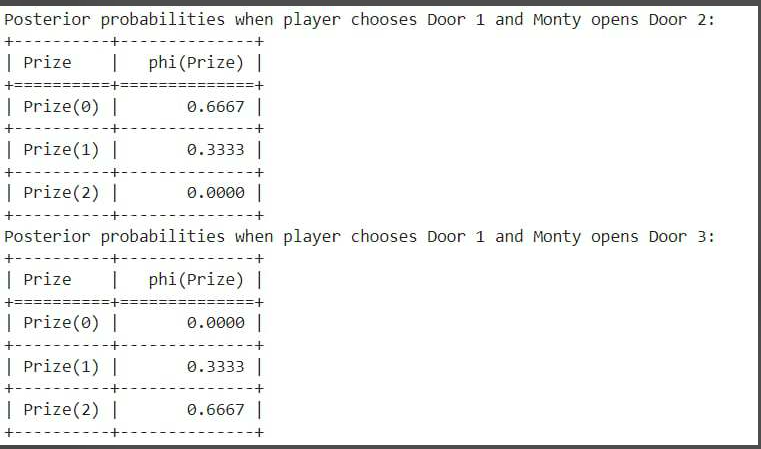 Posterior probabilities when player chooses Door 1 and Monty opens Door 2:
+----------+--------------+
| Prize    |   phi(Prize) |
+==========+==============+
| Prize(0) |       0.6667 |
+----------+--------------+
| Prize(1) |       0.3333 |
+----------+--------------+
| Prize(2) |       0.0000 |
+----------+--------------+
Posterior probabilities when player chooses Door 1 and Monty opens Door 3:
+----------+--------------+
| Prize    |   phi(Prize) |
+==========+==============+
| Prize(0) |       0.0000 |
+----------+--------------+
| Prize(1) |       0.3333 |
+----------+--------------+
| Prize(2) |       0.6667 |
+----------+--------------+